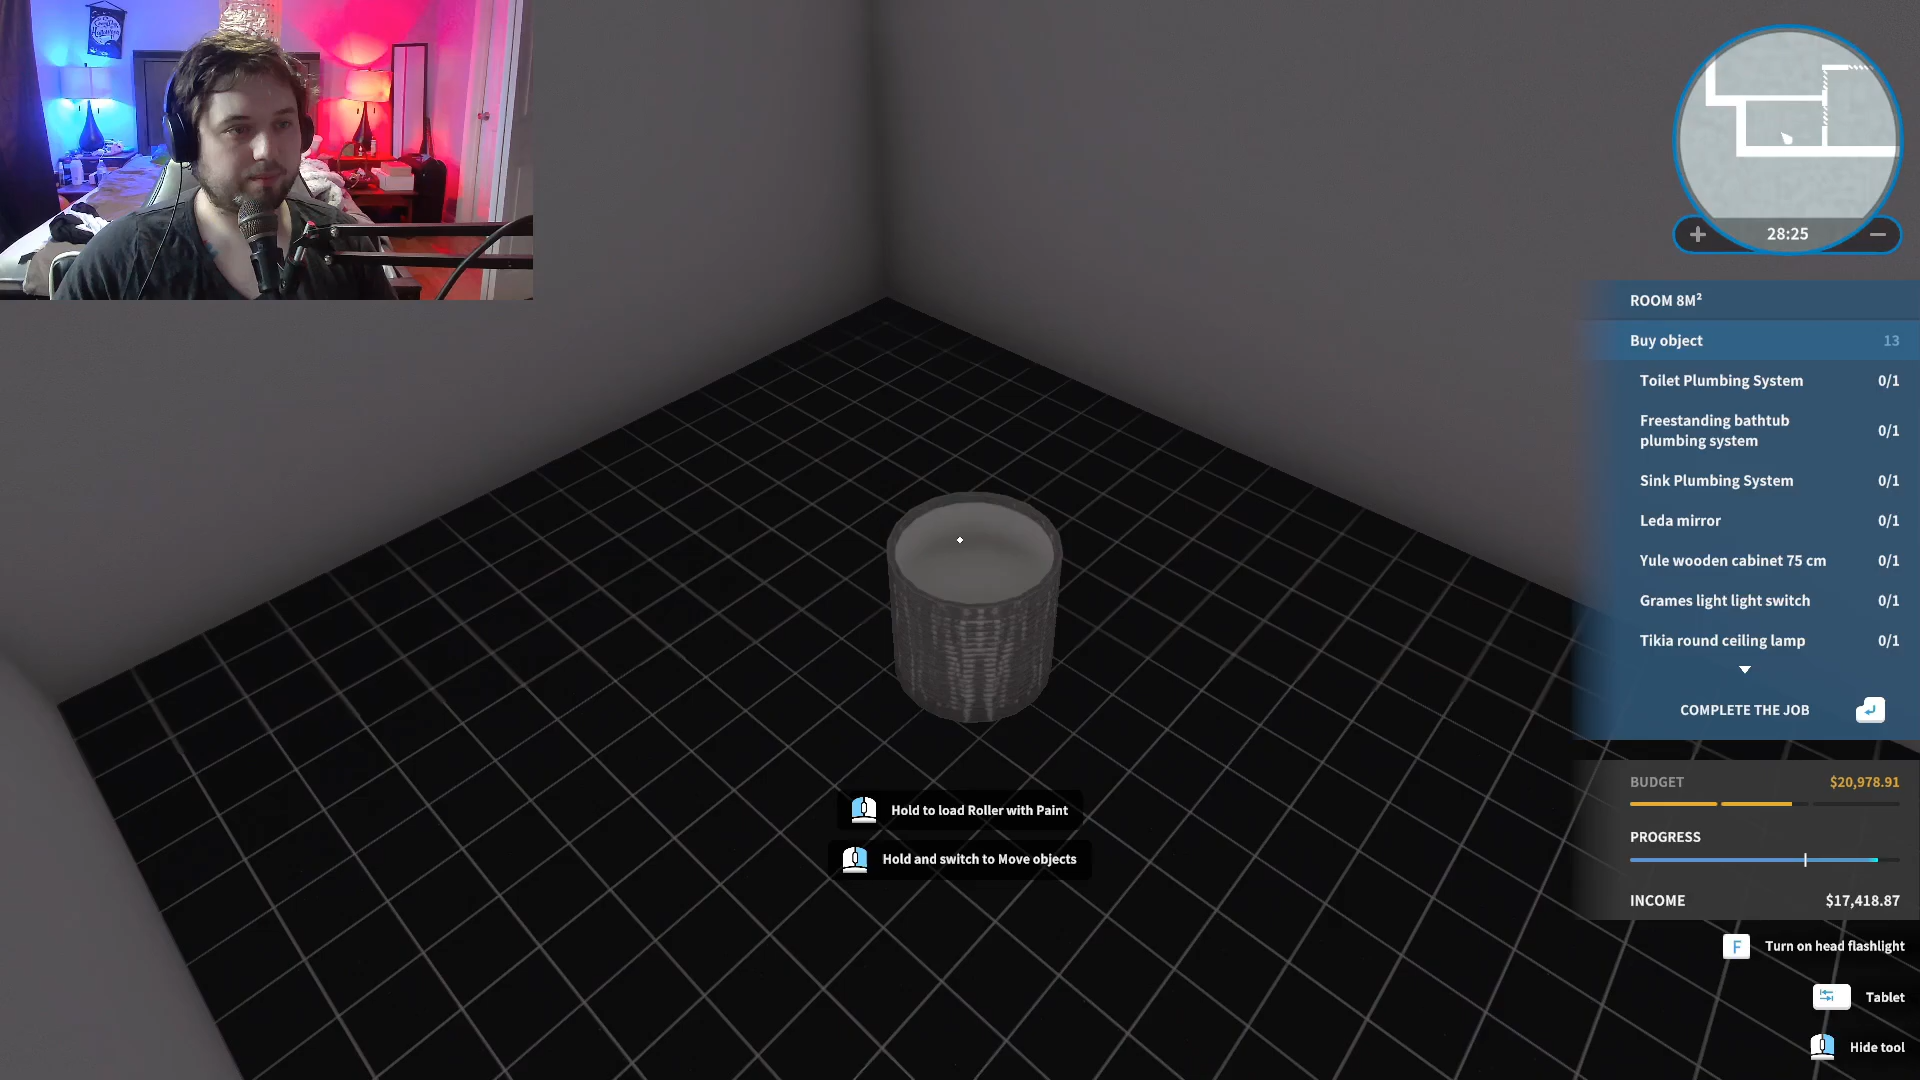 28:25
ROOM 8M²
Buy object 13
Toilet Plumbing System 0/1
Freestanding bathtub
plumbing system 0/1
Sink Plumbing System 0/1
Leda mirror 0/1
Yule wooden cabinet 75 cm 0/1
Grames light light switch 0/1
Tikia round ceiling lamp 0/1
COMPLETE THE JOB
BUDGET $20,978.91
PROGRESS
INCOME $17,418.87
Hold to load Roller with Paint
Hold and switch to Move objects
F Turn on head flashlight
Tablet
Hide tool